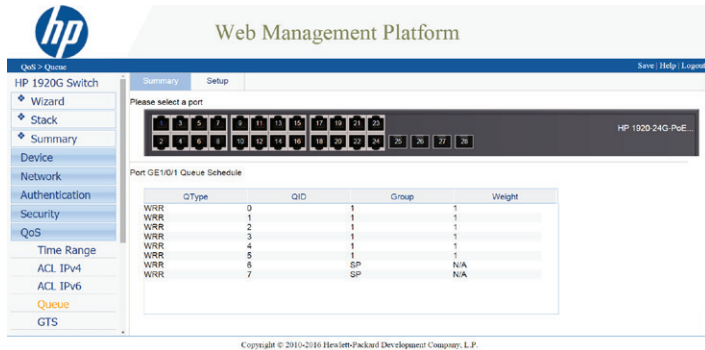 hp
Web Management Platform
QoS > Queue
Save | Help | Logout
HP 1920G Switch
Wizard
Stack
Summary
Device
Network
Authentication
Security
QoS
Time Range
ACL IPv4
ACL IPv6
Queue
GTS
Summary Setup
Please select a port
1 3 5 7 9 11 13 15 17 19 21 23
2 4 6 8 10 12 14 16 18 20 22 24 25 26 27 28
HP 1920-24G-PoE...
Port GE1/0/1 Queue Schedule
QType QID Group Weight
WRR 0 1 1
WRR 1 1 1
WRR 2 1 1
WRR 3 1 1
WRR 4 1 1
WRR 5 1 1
WRR 6 SP N/A
WRR 7 SP N/A
Copyright © 2010-2016 Hewlett-Packard Development Company, L.P.